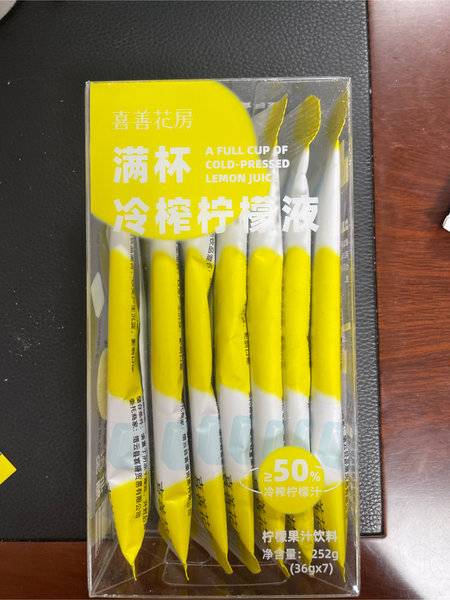 喜善花房
满杯
A FULL CUP OF
COLD-PRESSED
LEMON JUICE
冷榨柠檬液
≥50%
冷榨柠檬汁
柠檬果汁饮料
净含量：252g
(36gx7)